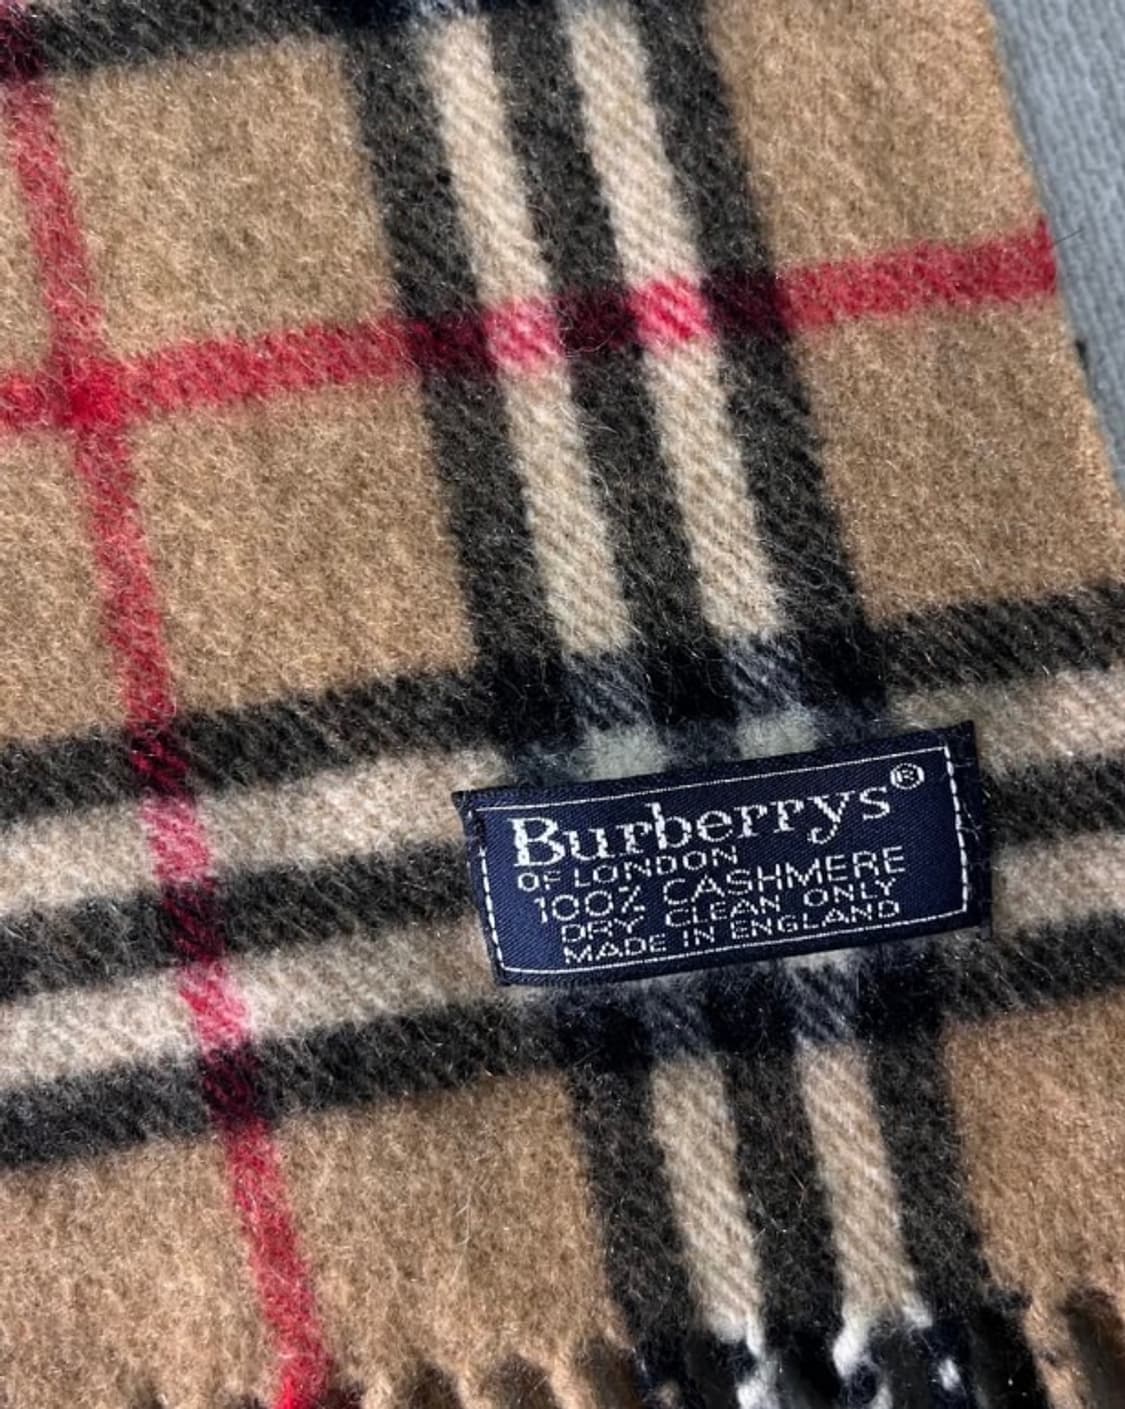 Burberrys®
OF LONDON
100% CASHMERE
DRY CLEAN ONLY
MADE IN ENGLAND